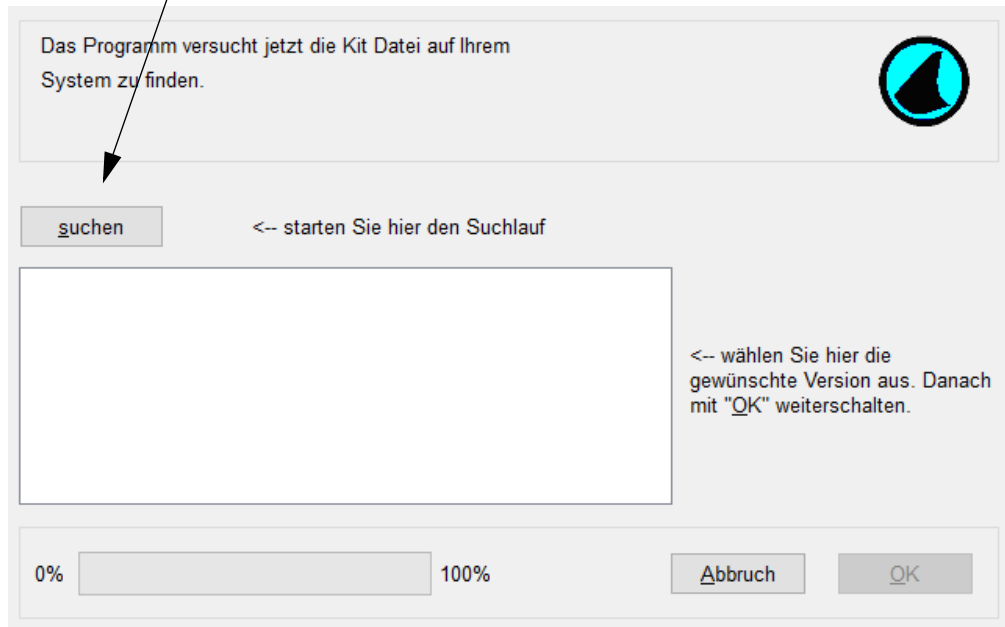 Das Programm versucht jetzt die Kit Datei auf Ihrem
System zu finden.
suchen
<-- starten Sie hier den Suchlauf
<-- wählen Sie hier die
gewünschte Version aus. Danach
mit "OK" weiterschalten.
0%
100%
Abbruch
OK